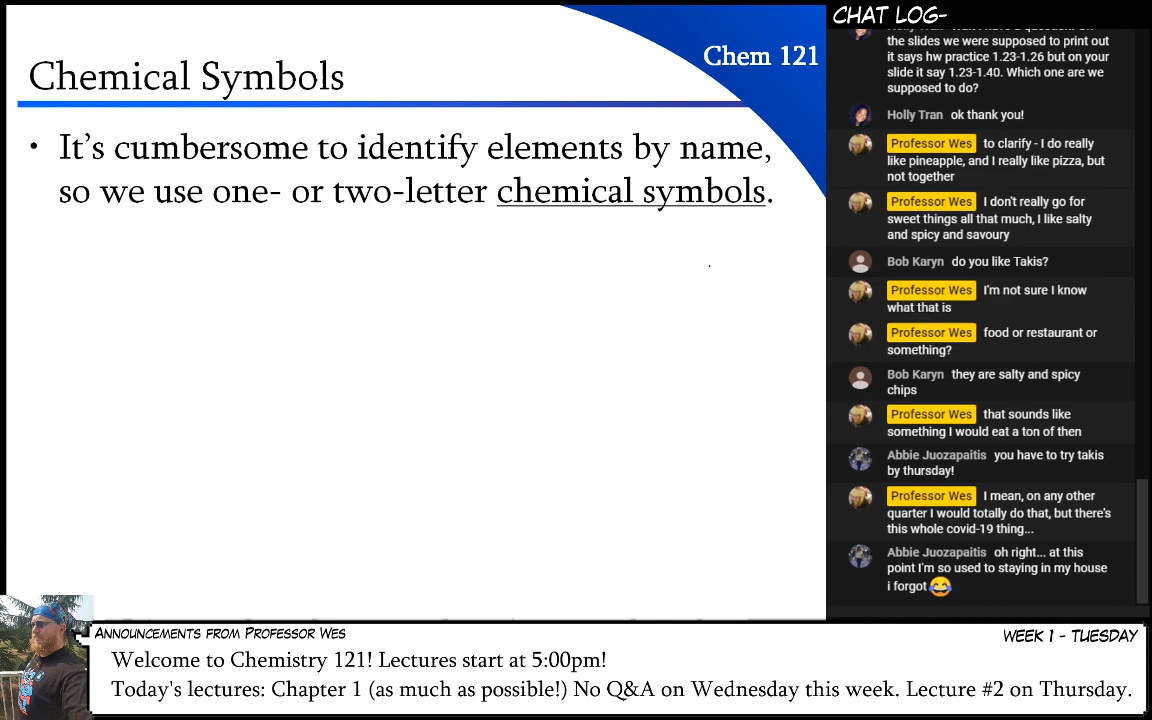 CHAT LOG-
Chem 121
Chemical Symbols
• It's cumbersome to identify elements by name,
so we use one- or two-letter chemical symbols.
the slides we were supposed to print out
it says hw practice 1.23-1.26 but on your
slide it say 1.23-1.40. Which one are we
supposed to do?
Holly Tran ok thank you!
Professor Wes to clarify - I do really
like pineapple, and I really like pizza, but
not together
Professor Wes I don't really go for
sweet things all that much, I like salty
and spicy and savoury
Bob Karyn do you like Takis?
Professor Wes I'm not sure I know
what that is
Professor Wes food or restaurant or
something?
Bob Karyn they are salty and spicy
chips
Professor Wes that sounds like
something I would eat a ton of then
Abbie Juozapaitis you have to try takis
by thursday!
Professor Wes I mean, on any other
quarter I would totally do that, but there's
this whole covid-19 thing...
Abbie Juozapaitis oh right... at this
point I'm so used to staying in my house
i forgot 😂
Announcements from Professor Wes
WEEK 1 - TUESDAY
Welcome to Chemistry 121! Lectures start at 5:00pm!
Today's lectures: Chapter 1 (as much as possible!) No Q&A on Wednesday this week. Lecture #2 on Thursday.